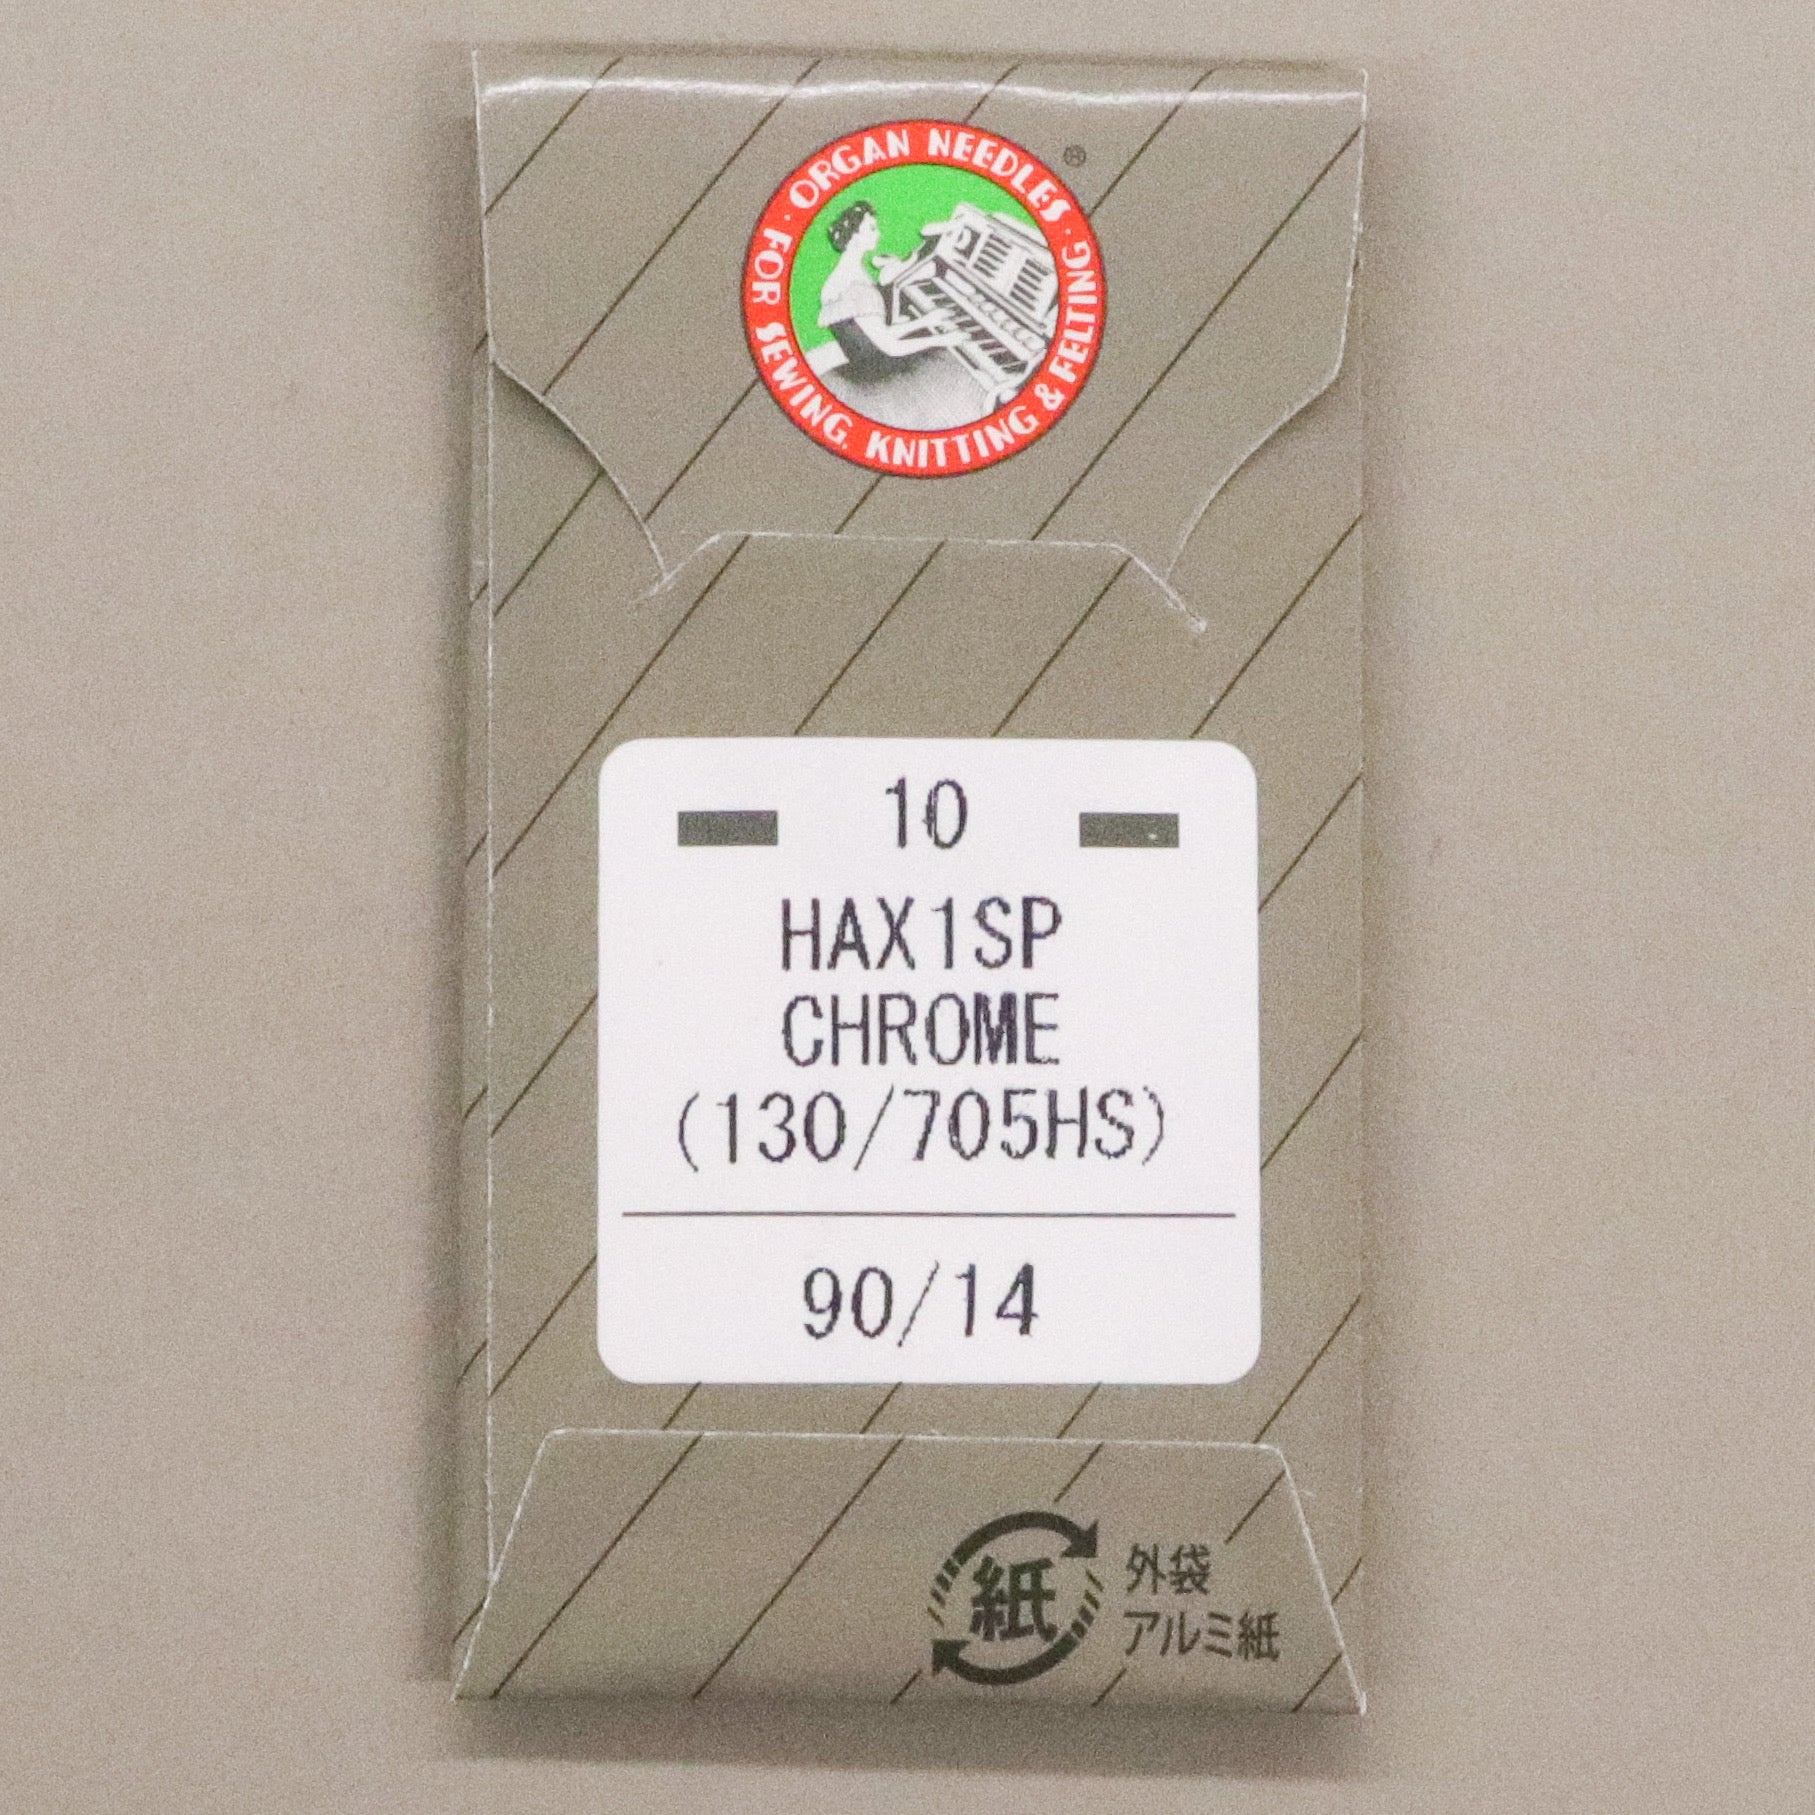 · ORGAN NEEDLES ·
FOR SEWING, KNITTING & FELTING
®
10
HAX1SP
CHROME
(130/705HS)
90/14
紙
外袋
アルミ紙